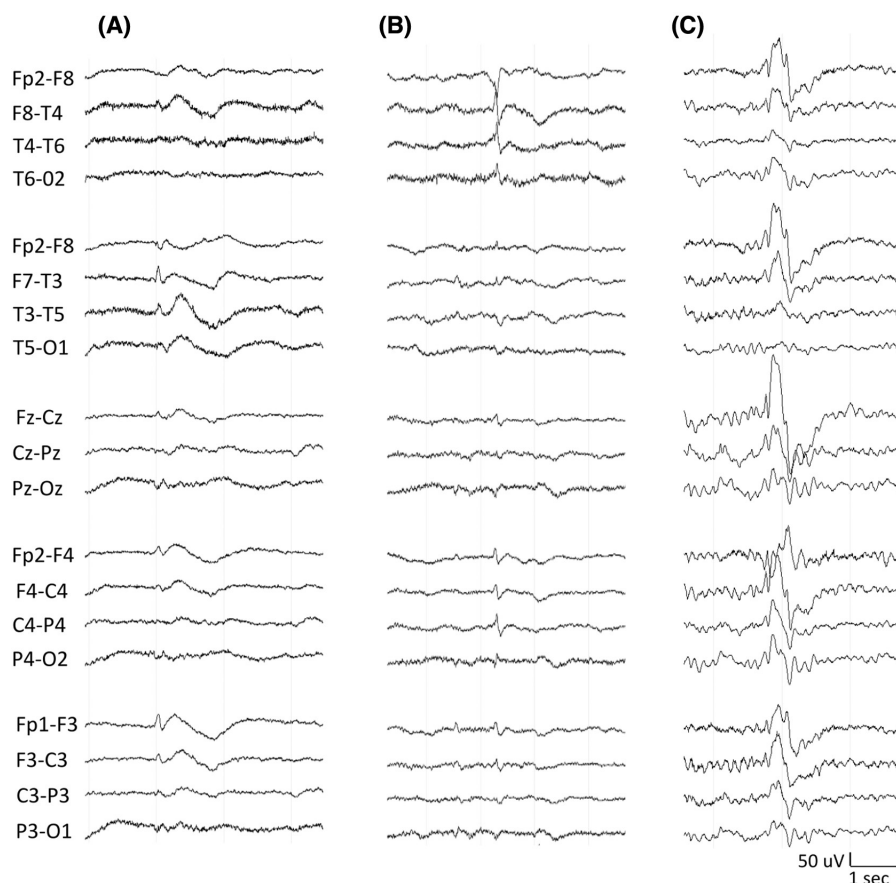 (A) (B) (C)
Fp2-F8
F8-T4
T4-T6
T6-02
Fp2-F8
F7-T3
T3-T5
T5-O1
Fz-Cz
Cz-Pz
Pz-Oz
Fp2-F4
F4-C4
C4-P4
P4-O2
Fp1-F3
F3-C3
C3-P3
P3-O1
50 uV
1 sec